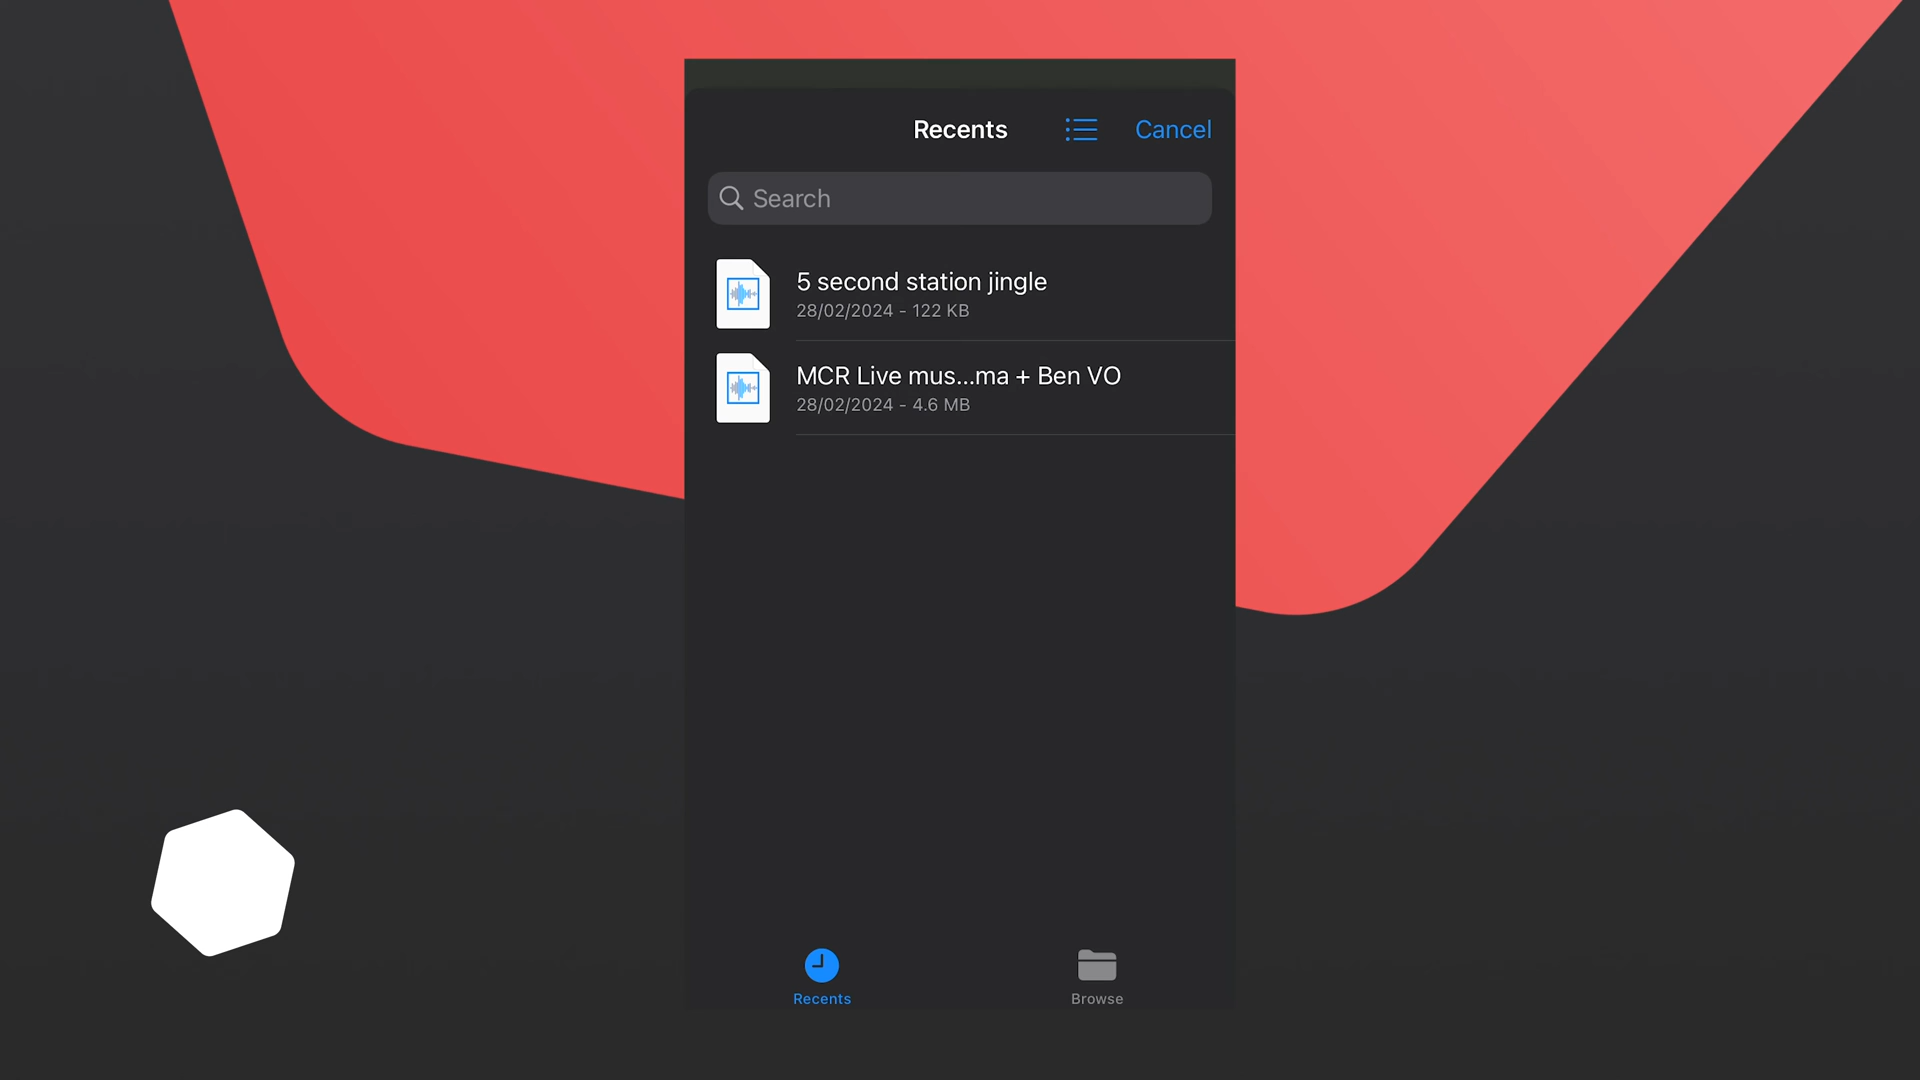 Recents
Cancel
Search
5 second station jingle
28/02/2024 - 122 KB
MCR Live mus...ma + Ben VO
28/02/2024 - 4.6 MB
Recents
Browse